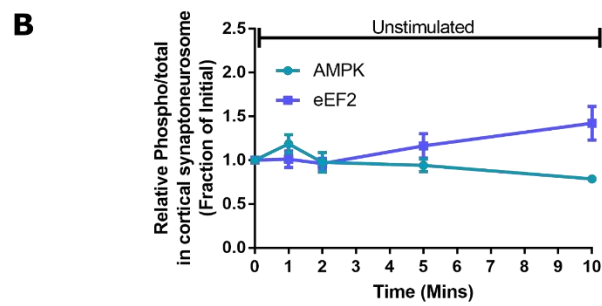 B
Unstimulated
AMPK
eEF2
Relative Phospho/total
in cortical synaptoneurosome
(Fraction of Initial)
2.5
2.0
1.5
1.0
0.5
0.0
0 1 2 3 4 5 6 7 8 9 10
Time (Mins)